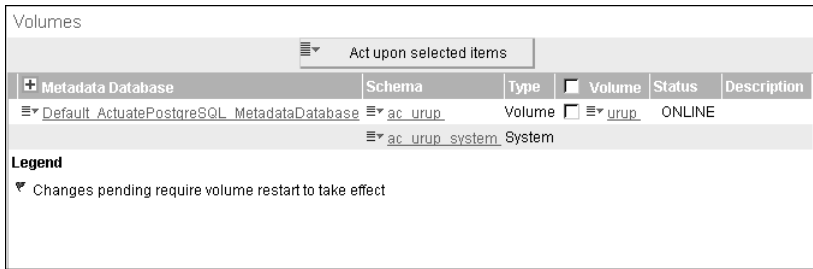 Volumes
Act upon selected items
Metadata Database Schema Type Volume Status Description
Default_ActuatePostgreSQL_MetadataDatabase ac_urup Volume urup ONLINE
ac_urup_system System
Legend
Changes pending require volume restart to take effect